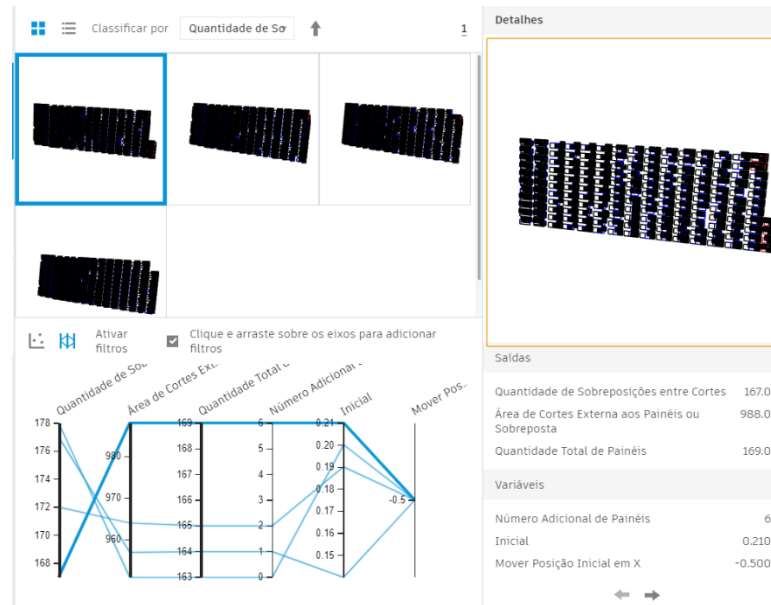 Classificar por
Quantidade de So
1
Detalhes
Ativar
filtros
Clique e arraste sobre os eixos para adicionar
filtros
Quantidade de So
Área de Cortes Ext
Quantidade Total
Número Adicional
Inicial
Mover Pos..
178
176
174
172
170
168
980
970
960
169
168
167
166
165
164
163
6
5
4
3
2
1
0
0.21
0.20
0.19
0.18
0.17
0.16
0.15
-0.5
Saídas
Quantidade de Sobreposições entre Cortes 167.0
Área de Cortes Externa aos Painéis ou 988.0
Sobreposta
Quantidade Total de Painéis 169.0
Variáveis
Número Adicional de Painéis 6
Inicial 0.210
Mover Posição Inicial em X -0.500